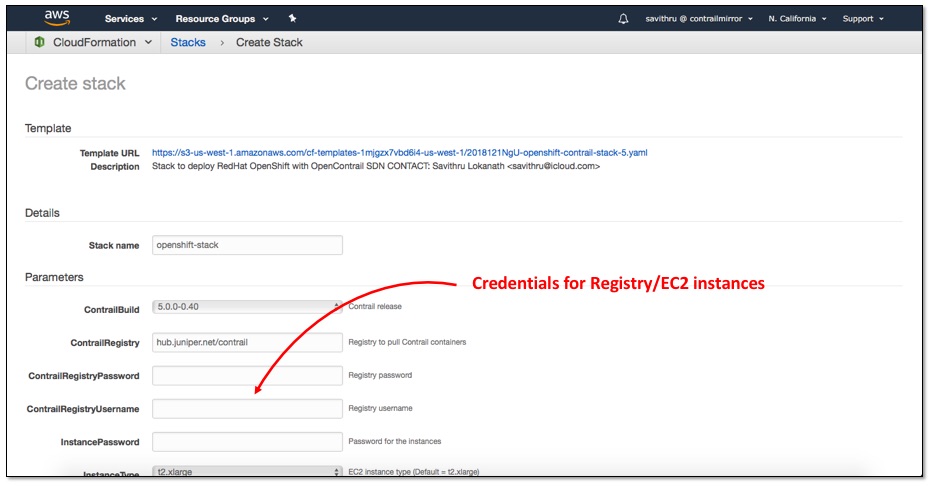 aws Services Resource Groups savithru @ contrailmirror N. California Support
CloudFormation Stacks > Create Stack
Create stack
Template
Template URL https://s3-us-west-1.amazonaws.com/cf-templates-1mjgzx7vbd6i4-us-west-1/2018121NgU-openshift-contrail-stack-5.yaml
Description Stack to deploy RedHat OpenShift with OpenContrail SDN CONTACT: Savithru Lokanath <savithru@icloud.com>
Details
Stack name openshift-stack
Parameters
Credentials for Registry/EC2 instances
ContrailBuild 5.0.0-0.40 Contrail release
ContrailRegistry hub.juniper.net/contrail Registry to pull Contrail containers
ContrailRegistryPassword Registry password
ContrailRegistryUsername Registry username
InstancePassword Password for the instances
InstanceType t2.xlarge EC2 instance type (Default = t2.xlarge)